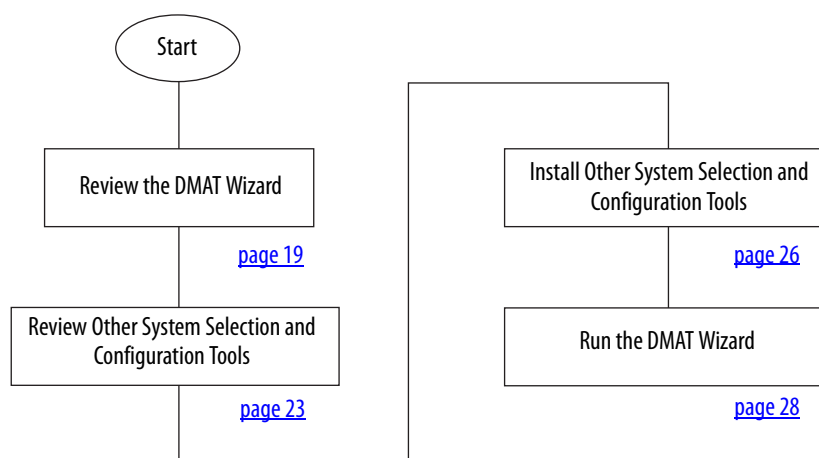 Start
Review the DMAT Wizard
page 19
Review Other System Selection and
Configuration Tools
page 23
Install Other System Selection and
Configuration Tools
page 26
Run the DMAT Wizard
page 28